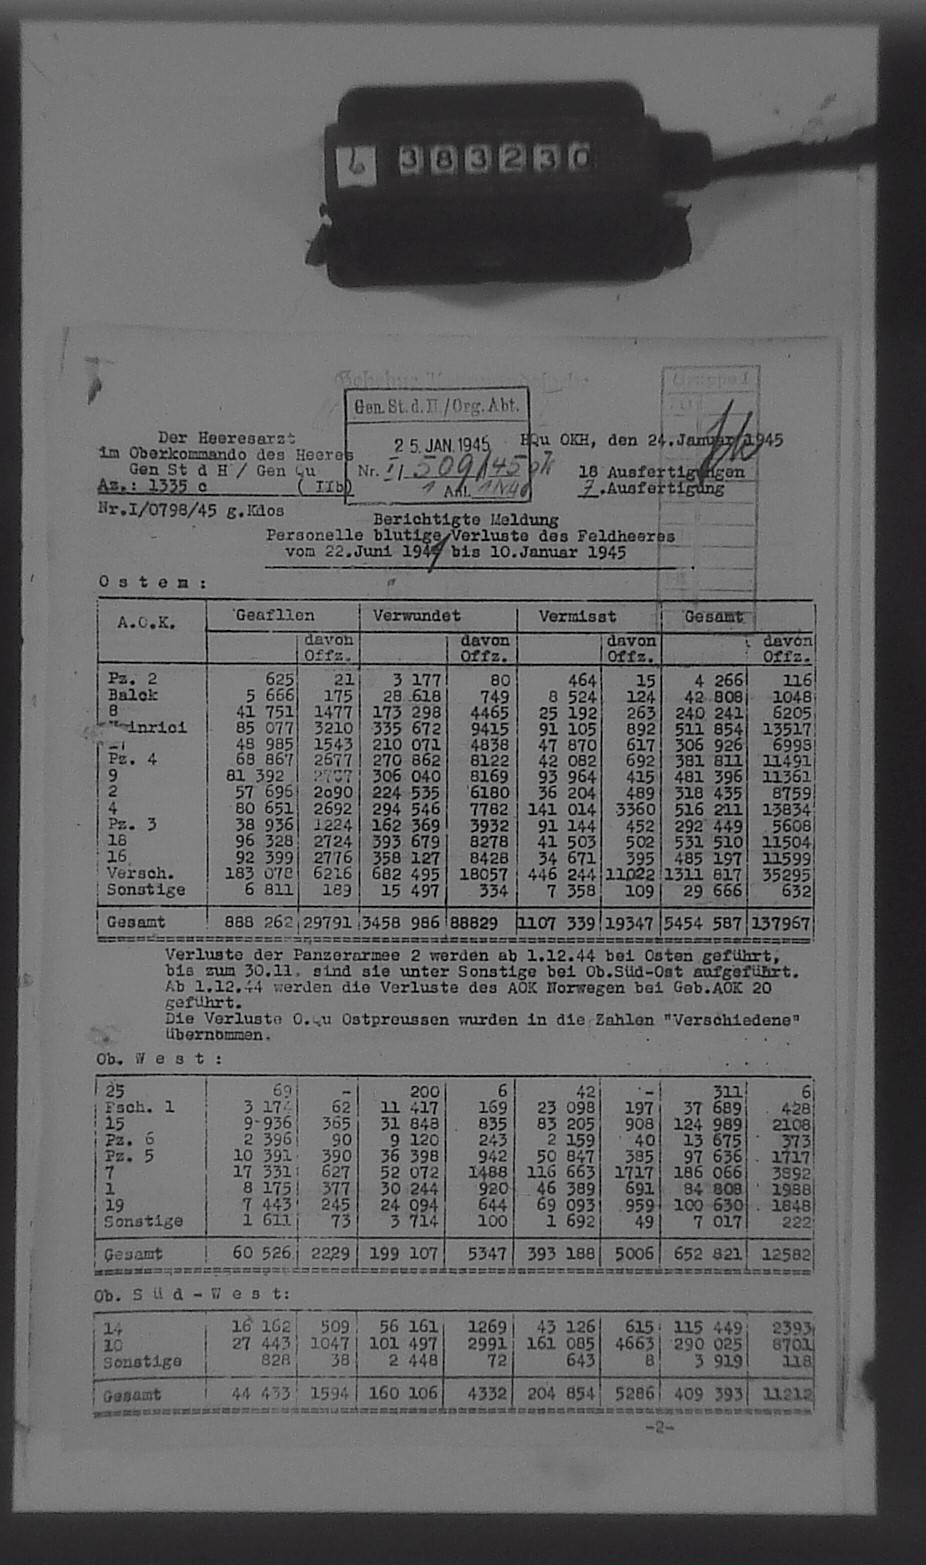 6 383230
Gen.St.d.H./Org.Abt.
25.JAN.1945
Nr. II 509/45 gk
1 Anl.
Gruppe I
Der Heeresarzt
im Oberkommando des Heeres
Gen St d H / Gen Qu
Az.: 1335 c (IIb)
Nr.I/0798/45 g.Kdos
HQu OKH, den 24.Januar 1945
18 Ausfertigungen
7.Ausfertigung
Berichtigte Meldung
Personelle blutige Verluste des Feldheeres
vom 22.Juni 1941 bis 10.Januar 1945
O s t e n :
A.O.K. Geafllen Verwundet Vermisst Gesamt
davon davon davon davon
Offz. Offz. Offz. Offz.
Pz. 2 625 21 3 177 80 464 15 4 266 116
Balck 5 666 175 28 618 749 8 524 124 42 808 1048
8 41 751 1477 173 298 4465 25 192 263 240 241 6205
Heinrici 85 077 3210 335 672 9415 91 105 892 511 854 13517
48 985 1543 210 071 4838 47 870 617 306 926 6998
Pz. 4 68 867 2677 270 862 8122 42 082 692 381 811 11491
9 81 392 306 040 8169 93 964 415 481 396 11361
2 57 696 2090 224 535 6180 36 204 489 318 435 8759
4 80 651 2692 294 546 7782 141 014 3360 516 211 13834
Pz. 3 38 936 1224 162 369 3932 91 144 452 292 449 5608
18 96 328 2724 393 679 8278 41 503 502 531 510 11504
16 92 399 2776 358 127 8428 34 671 395 485 197 11599
Versch. 183 078 6216 682 495 18057 446 244 11022 1311 817 35295
Sonstige 6 811 189 15 497 334 7 358 109 29 666 632
Gesamt 888 262 29791 3458 986 88829 1107 339 19347 5454 587 137967
Verluste der Panzerarmee 2 werden ab 1.12.44 bei Osten geführt,
bis zum 30.11. sind sie unter Sonstige bei Ob.Süd-Ost aufgeführt.
Ab 1.12.44 werden die Verluste des AOK Norwegen bei Geb.AOK 20
geführt.
Die Verluste O.Qu Ostpreussen wurden in die Zahlen "Verschiedene"
übernommen.
Ob. W e s t :
25 69 - 200 6 42 - 311 6
Fsch. 1 3 174 62 11 417 169 23 098 197 37 689 428
15 9 936 365 31 848 835 83 205 908 124 989 2108
Pz. 6 2 396 90 9 120 243 2 159 40 13 675 373
Pz. 5 10 391 390 36 398 942 50 847 385 97 636 1717
7 17 331 627 52 072 1488 116 663 1717 186 066 3892
1 8 175 377 30 244 920 46 389 691 84 808 1988
19 7 443 245 24 094 644 69 093 959 100 630 1848
Sonstige 1 611 73 3 714 100 1 692 49 7 017 222
Gesamt 60 526 2229 199 107 5347 393 188 5006 652 821 12582
Ob. S ü d - W e s t:
14 16 162 509 56 161 1269 43 126 615 115 449 2393
10 27 443 1047 101 497 2991 161 085 4663 290 025 8701
Sonstige 828 38 2 448 72 643 8 3 919 118
Gesamt 44 433 1594 160 106 4332 204 854 5286 409 393 11212
-2-